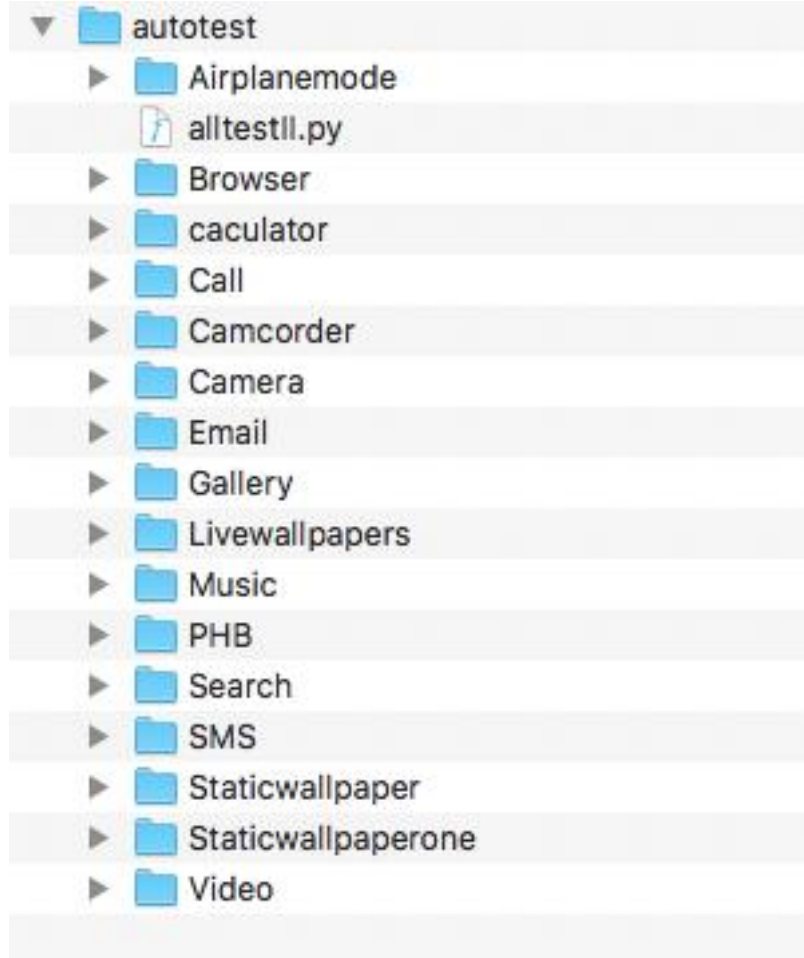 autotest
Airplanemode
alltestll.py
Browser
caculator
Call
Camcorder
Camera
Email
Gallery
Livewallpapers
Music
PHB
Search
SMS
Staticwallpaper
Staticwallpaperone
Video